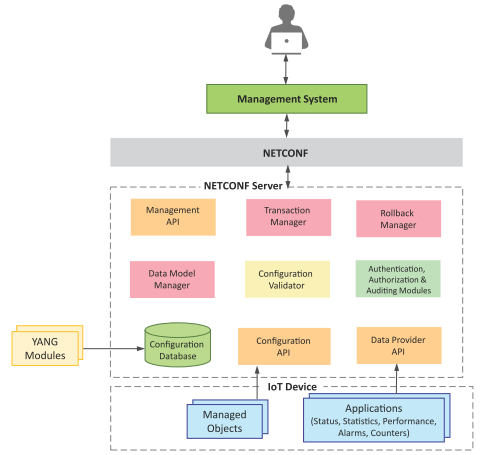 Management System
NETCONF
NETCONF Server
Management
API
Transaction
Manager
Rollback
Manager
Data Model
Manager
Configuration
Validator
Authentication,
Authorization &
Auditing Modules
YANG
Modules
Configuration
Database
Configuration
API
Data Provider
API
IoT Device
Managed
Objects
Applications
(Status, Statistics, Performance,
Alarms, Counters)